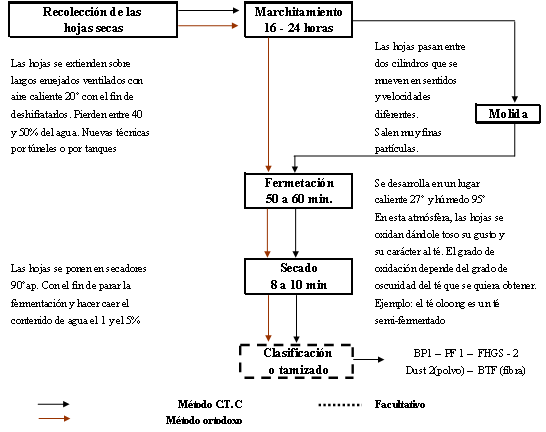 Recolección de las
hojas secas
Marchitamiento
16 - 24 horas
Las hojas se extienden sobre
largos enrejados ventilados con
aire caliente 20° con el fin de
deshifiatarlos. Pierden entre 40
y 50% del agua. Nuevas técnicas
por túneles o por tanques
Las hojas pasan entre
dos cilindros que se
mueven en sentidos
y velocidades
diferentes.
Salen muy finas
partículas.
Molida
Fermetación
50 a 60 min.
Se desarrolla en un lugar
caliente 27° y húmedo 95°
En esta atmósfera, las hojas se
oxidan dándole toso su gusto y
su carácter al té. El grado de
oxidación depende del grado de
oscuridad del té que se quiera obtener.
Ejemplo: el té oloong es un té
semi-fermentado
Las hojas se ponen en secadores
90°ap. Con el fin de parar la
fermentación y hacer caer el
contenido de agua el 1 y el 5%
Secado
8 a 10 min
Clasificación
o tamizado
BP1 – PF 1 – FHGS - 2
Dust 2(polvo) – BTF (fibra)
Método C.T.C
Facultativo
Método ortodoxo